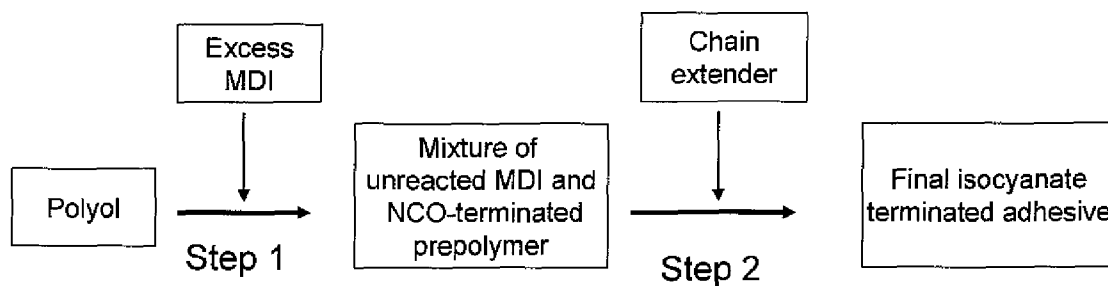 Excess
MDI
Chain
extender
Polyol
Step 1
Mixture of
unreacted MDI and
NCO-terminated
prepolymer
Step 2
Final isocyanate
terminated adhesive